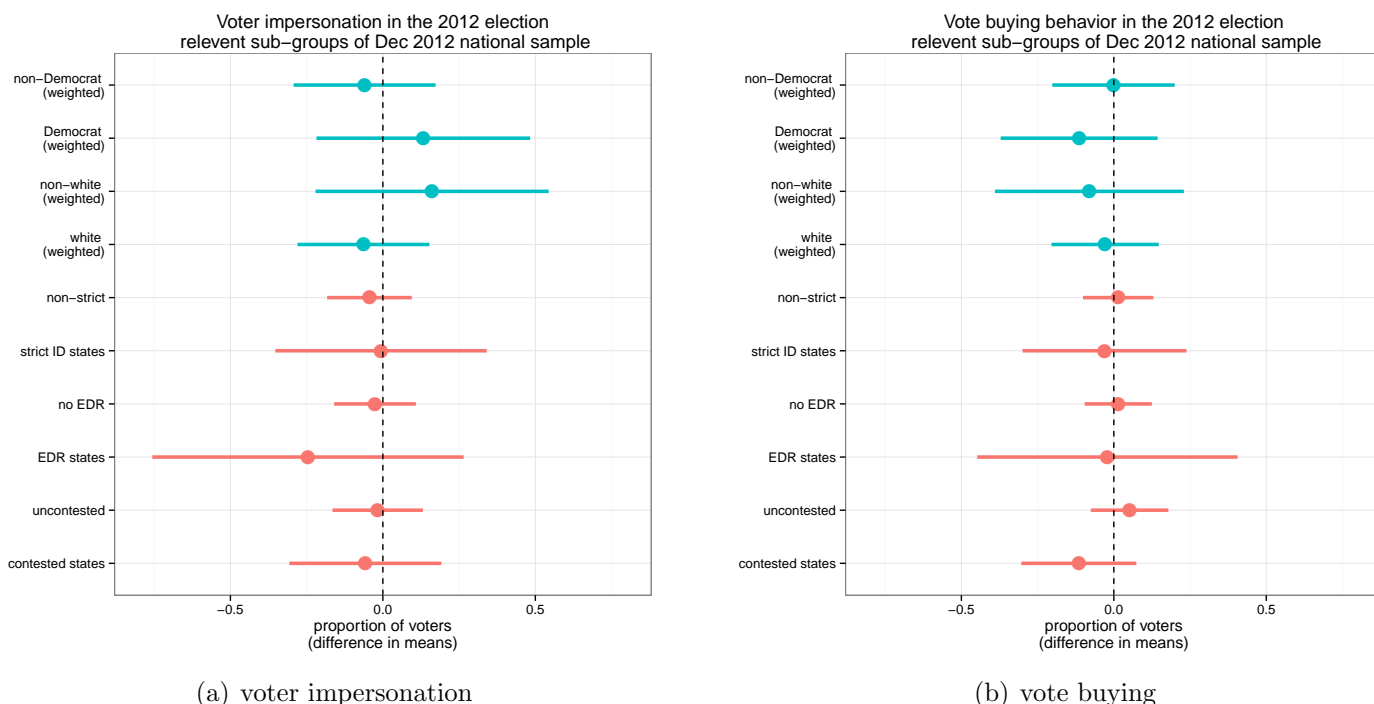 Voter impersonation in the 2012 election
relevent sub−groups of Dec 2012 national sample
non−Democrat
(weighted)
Democrat
(weighted)
non−white
(weighted)
white
(weighted)
non−strict
strict ID states
no EDR
EDR states
uncontested
contested states
−0.5 0.0 0.5
proportion of voters
(difference in means)
(a) voter impersonation
Vote buying behavior in the 2012 election
relevent sub−groups of Dec 2012 national sample
non−Democrat
(weighted)
Democrat
(weighted)
non−white
(weighted)
white
(weighted)
non−strict
strict ID states
no EDR
EDR states
uncontested
contested states
−0.5 0.0 0.5
proportion of voters
(difference in means)
(b) vote buying